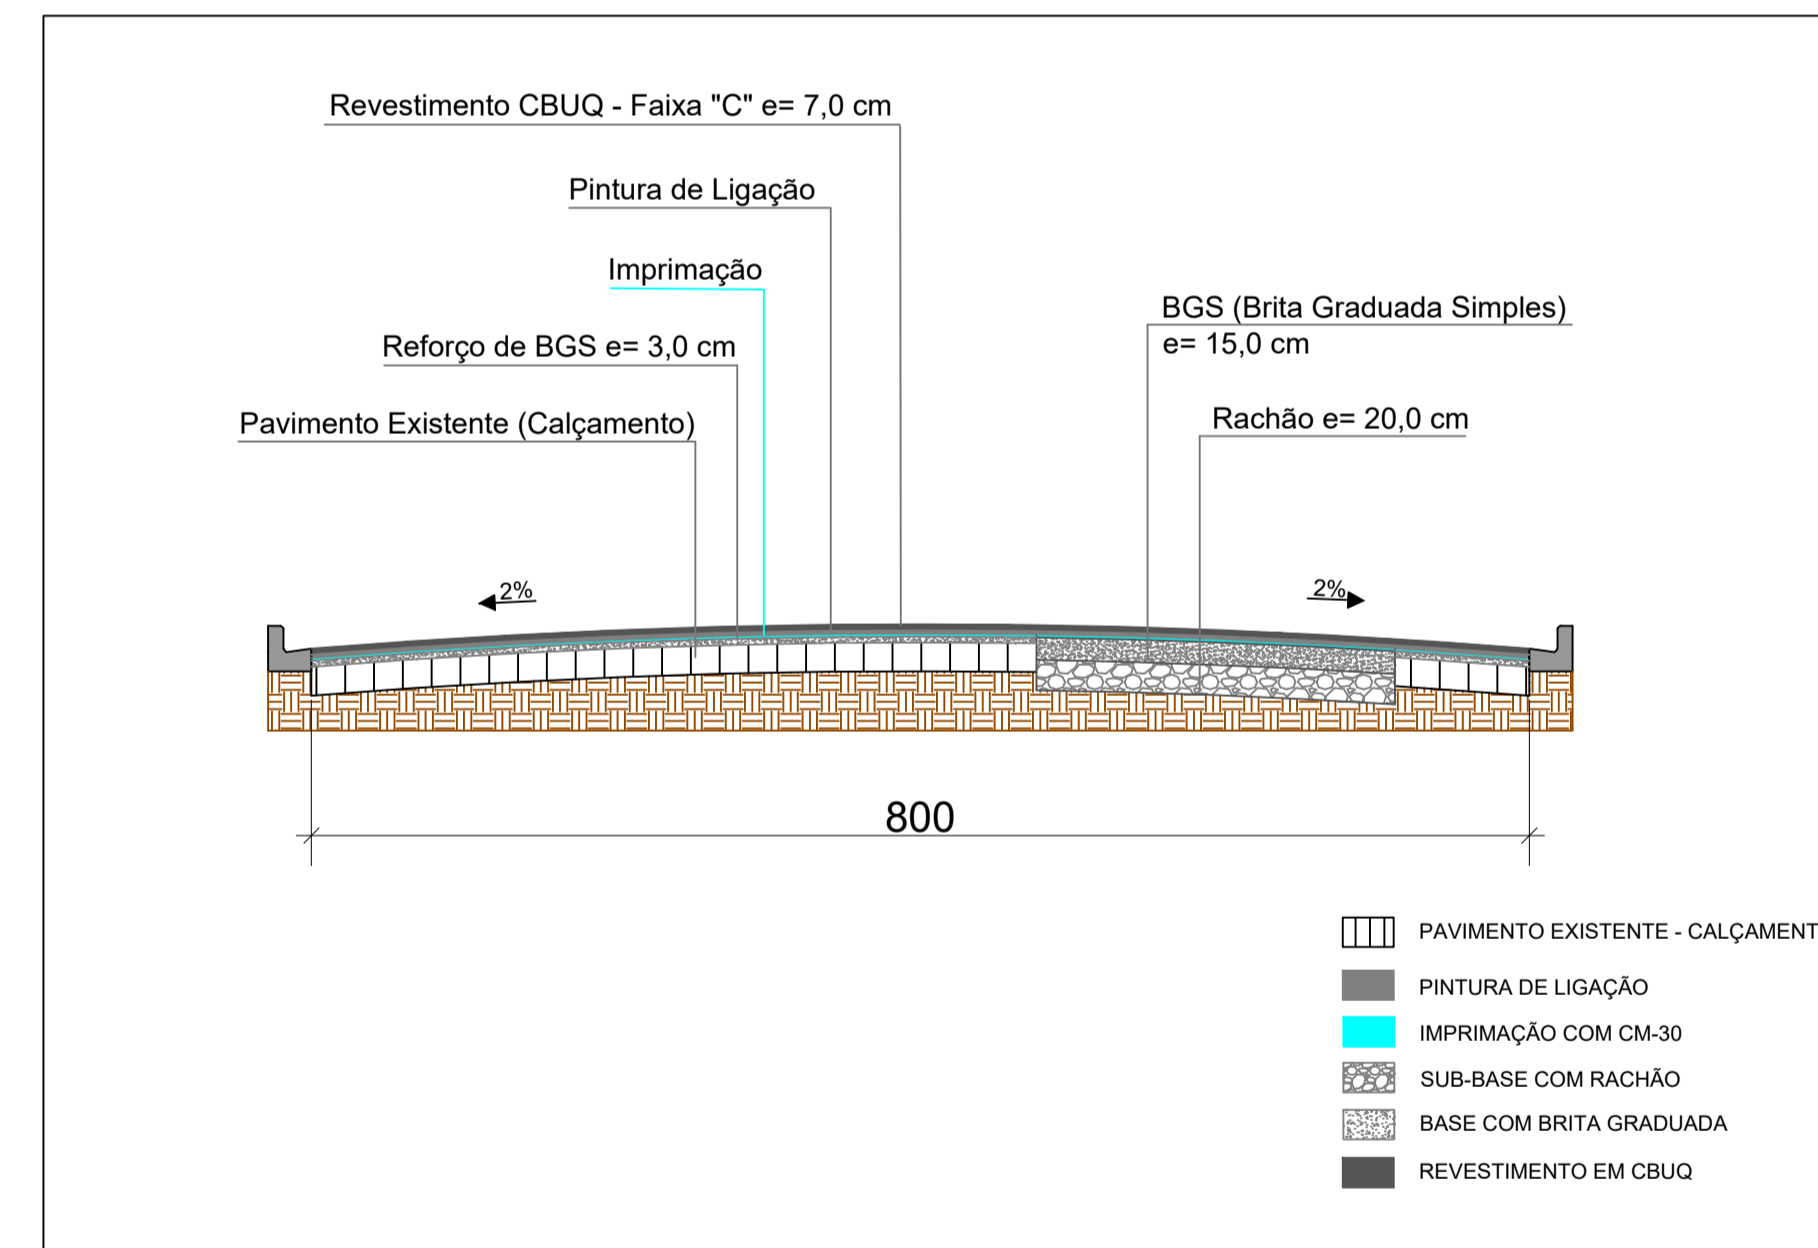 Revestimento CBUQ - Faixa "C" e= 7,0 cm
Pintura de Ligação
Imprimação
BGS (Brita Graduada Simples)
e= 15,0 cm
Reforço de BGS e= 3,0 cm
Rachão e= 20,0 cm
Pavimento Existente (Calçamento)
2%
2%
800
PAVIMENTO EXISTENTE - CALÇAMENT
PINTURA DE LIGAÇÃO
IMPRIMAÇÃO COM CM-30
SUB-BASE COM RACHÃO
BASE COM BRITA GRADUADA
REVESTIMENTO EM CBUQ